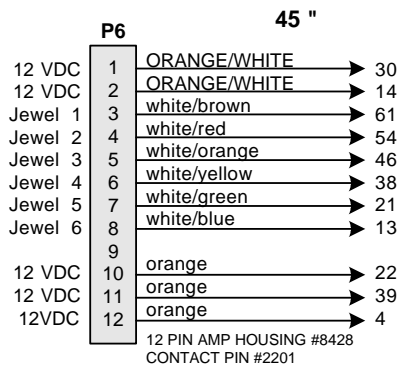 45 "
P6
12 VDC 1 ORANGE/WHITE 30
12 VDC 2 ORANGE/WHITE 14
Jewel 1 3 white/brown 61
Jewel 2 4 white/red 54
Jewel 3 5 white/orange 46
Jewel 4 6 white/yellow 38
Jewel 5 7 white/green 21
Jewel 6 8 white/blue 13
9
12 VDC 10 orange 22
12 VDC 11 orange 39
12VDC 12 orange 4
12 PIN AMP HOUSING #8428
CONTACT PIN #2201